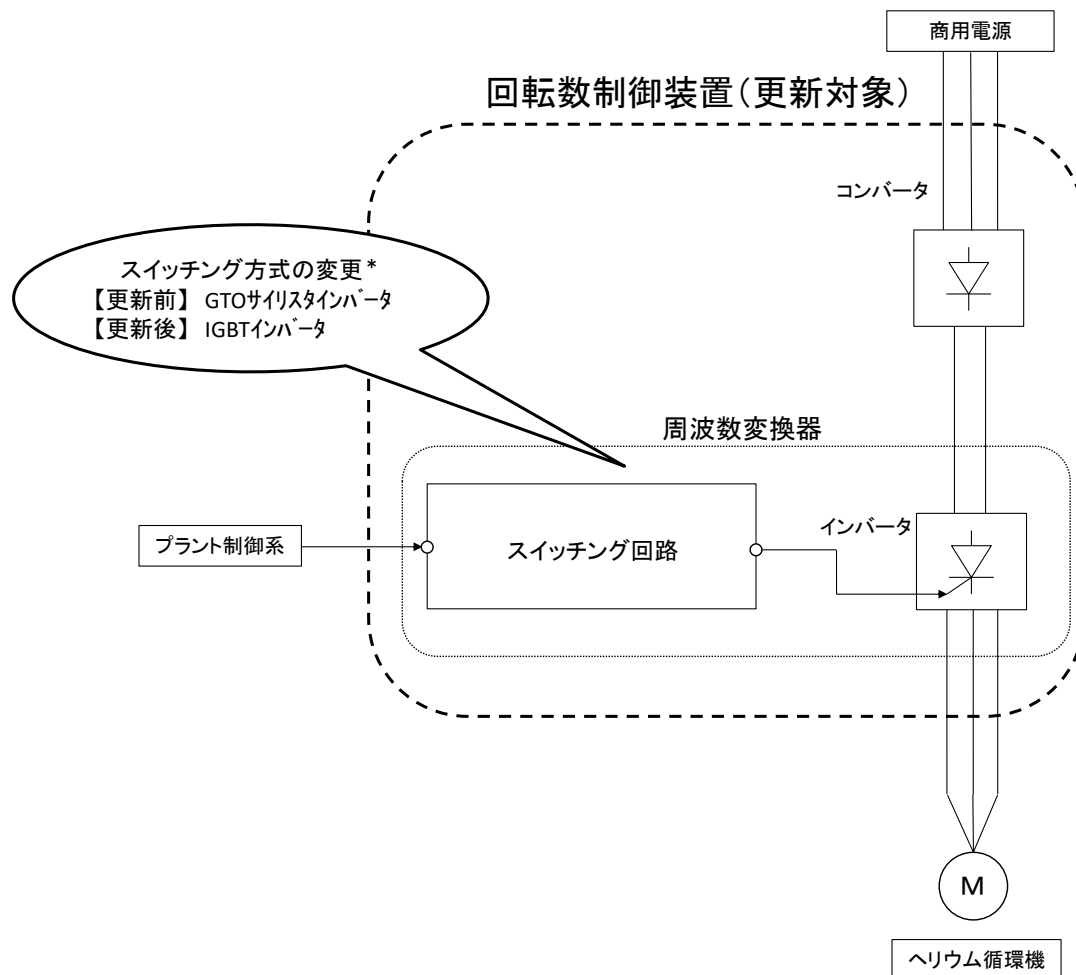 商用電源
回転数制御装置(更新対象)
コンバータ
スイッチング方式の変更*
【更新前】 GTOサイリスタインバータ
【更新後】 IGBTインバータ
周波数変換器
インバータ
プラント制御系
スイッチング回路
M
ヘリウム循環機